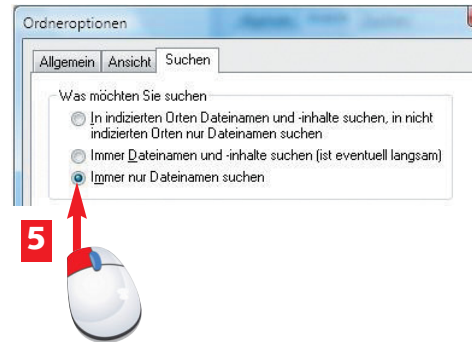 Ordneroptionen
Allgemein Ansicht Suchen
Was möchten Sie suchen
In indizierten Orten Dateinamen und -inhalte suchen, in nicht
indizierten Orten nur Dateinamen suchen
Immer Dateinamen und -inhalte suchen (ist eventuell langsam)
Immer nur Dateinamen suchen
5